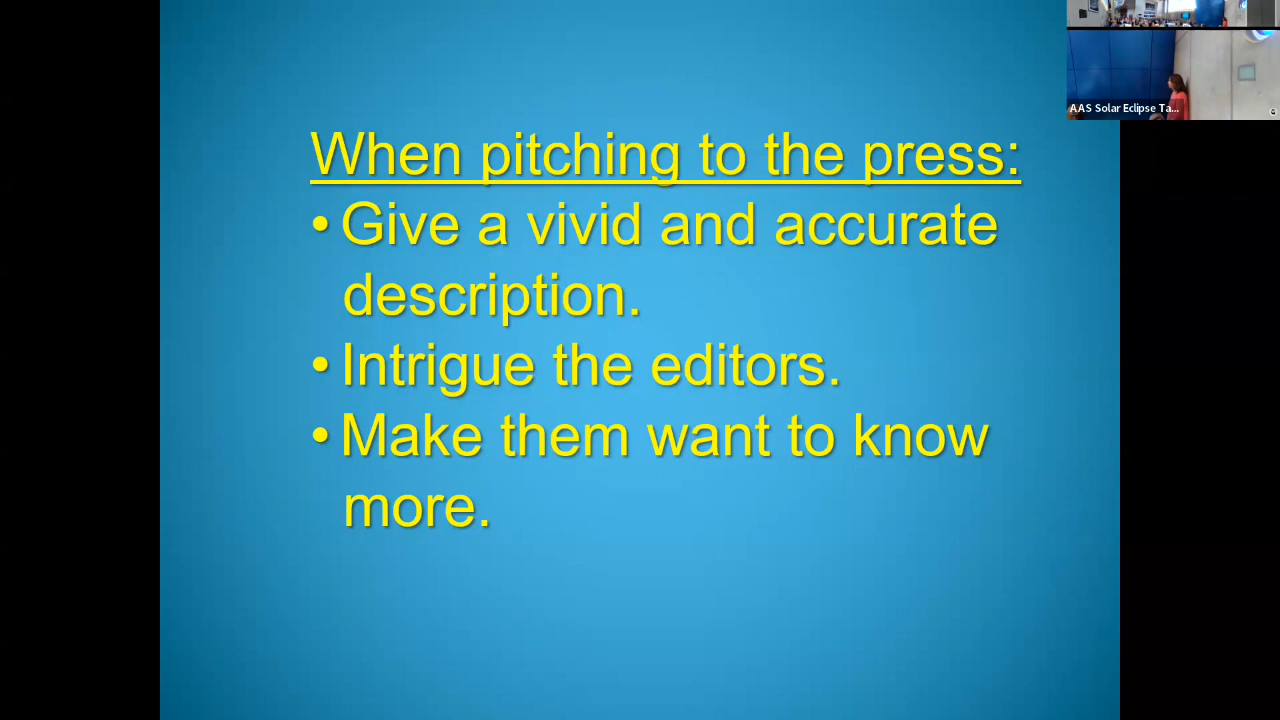 AAS Solar Eclipse Ta...
When pitching to the press:
• Give a vivid and accurate
description.
• Intrigue the editors.
• Make them want to know
more.